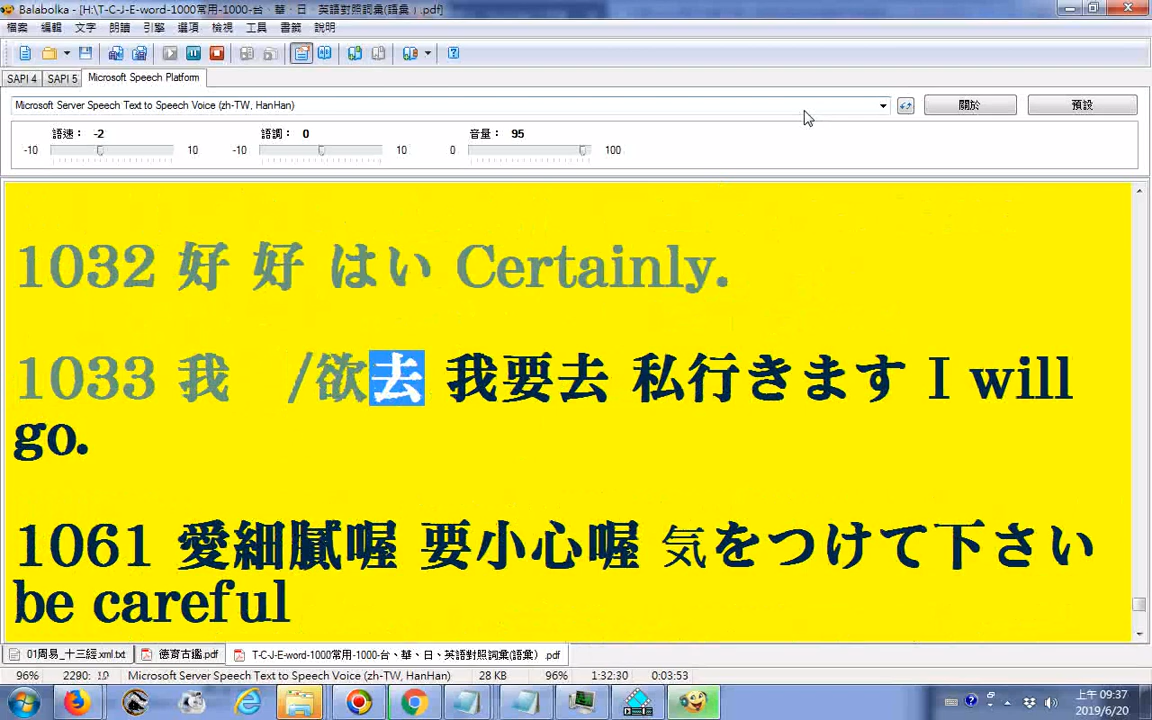 Balabolka - [H:\T-C-J-E-word-1000常用-1000-台、華、日、英語對照詞彙(語彙).pdf]
檔案 編輯 文字 朗讀 引擎 選項 檢視 工具 書籤 說明
SAPI 4 SAPI 5 Microsoft Speech Platform
Microsoft Server Speech Text to Speech Voice (zh-TW, HanHan) 關於 預設
語速： -2 語調： 0 音量： 95
-10 10 -10 10 0 100
1032 好 好 はい Certainly.
1033 我 /欲去 我要去 私行きます I will
go.
1061 愛細膩喔 要小心喔 気をつけて下さい
be careful
01周易_十三經.xml.txt 德育古鑑.pdf T-C-J-E-word-1000常用-1000-台、華、日、英語對照詞彙(語彙).pdf
96% 2290: 10 Microsoft Server Speech Text to Speech Voice (zh-TW, HanHan) 28 KB 96% 1:32:30 0:03:53
上午 09:37
2019/6/20